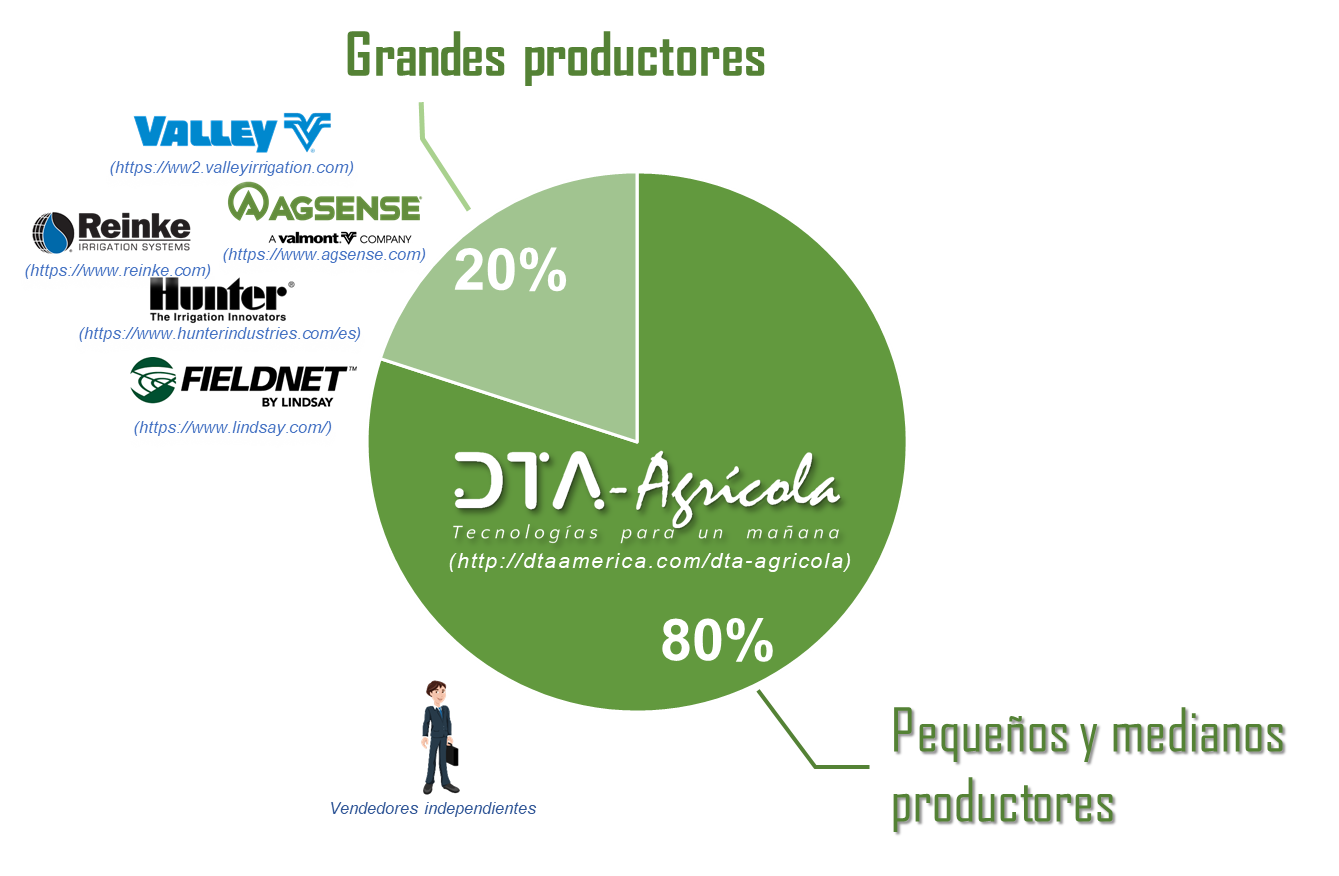 Grandes productores
VALLEY
(https://ww2.valleyirrigation.com)
AGSENSE®
A valmont COMPANY
(https://www.agsense.com)
Reinke
IRRIGATION SYSTEMS
(https://www.reinke.com)
Hunter®
The Irrigation Innovators
(https://www.hunterindustries.com/es)
FIELDNET™
BY LINDSAY
(https://www.lindsay.com/)
20%
DTA-Agrícola
Tecnologías para un mañana
(http://dtaamerica.com/dta-agricola)
80%
Vendedores independientes
Pequeños y medianos
productores